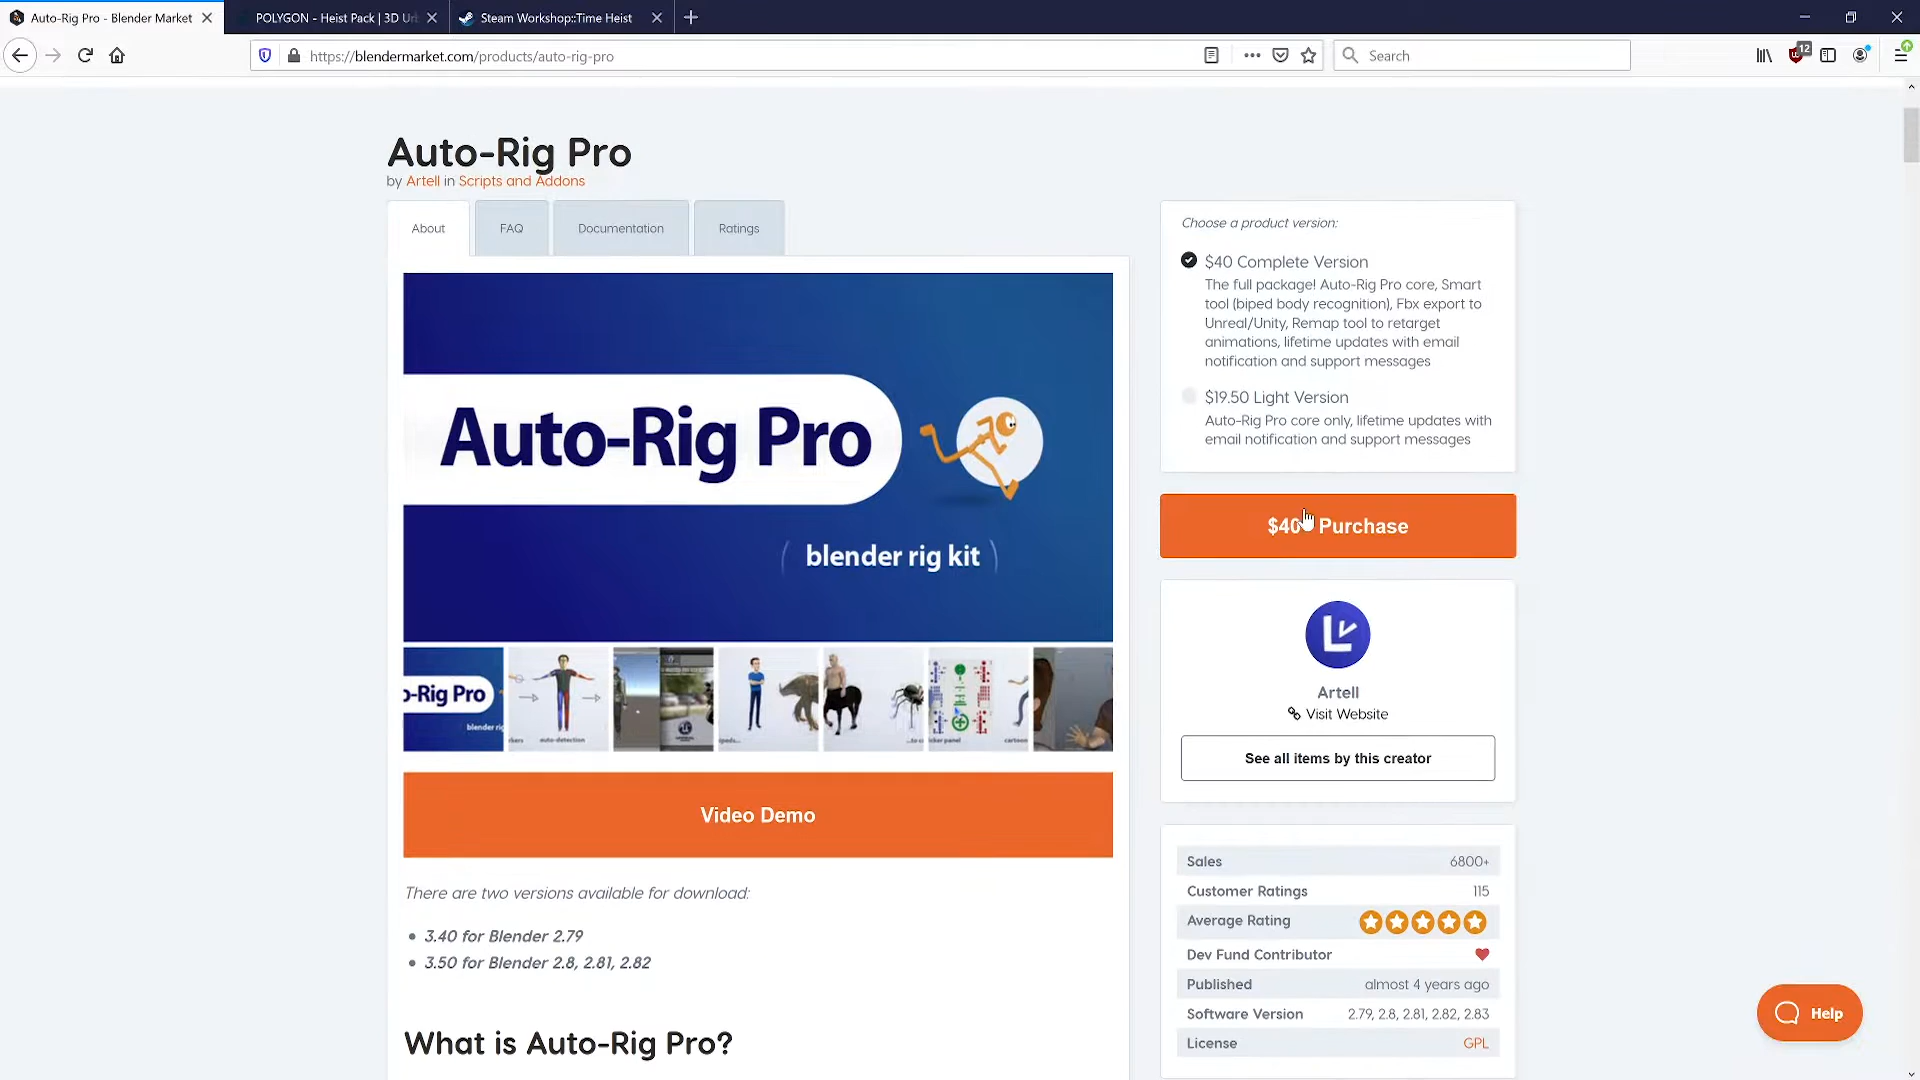 Auto-Rig Pro - Blender Market
POLYGON - Heist Pack | 3D Ur
Steam Workshop::Time Heist
https://blendermarket.com/products/auto-rig-pro
Search
12
Auto-Rig Pro
by Artell in Scripts and Addons
About
FAQ
Documentation
Ratings
Auto-Rig Pro
blender rig kit
o-Rig Pro
blender rig
auto-detection
Video Demo
There are two versions available for download:
3.40 for Blender 2.79
3.50 for Blender 2.8, 2.81, 2.82
What is Auto-Rig Pro?
Choose a product version:
$40 Complete Version
The full package! Auto-Rig Pro core, Smart
tool (biped body recognition), Fbx export to
Unreal/Unity, Remap tool to retarget
animations, lifetime updates with email
notification and support messages
$19.50 Light Version
Auto-Rig Pro core only, lifetime updates with
email notification and support messages
$40 Purchase
Artell
Visit Website
See all items by this creator
Sales 6800+
Customer Ratings 115
Average Rating
Dev Fund Contributor
Published almost 4 years ago
Software Version 2.79, 2.8, 2.81, 2.82, 2.83
License GPL
Help